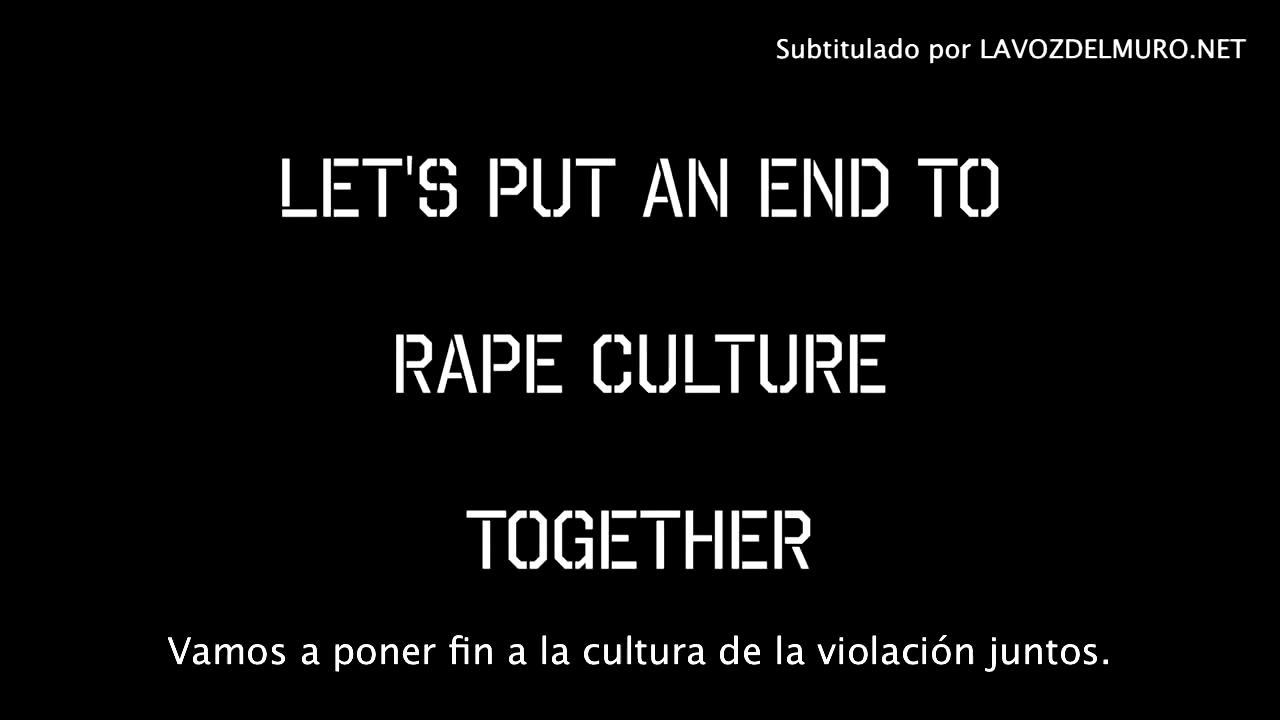 Subtitulado por LAVOZDELMURO.NET
LET'S PUT AN END TO
RAPE CULTURE
TOGETHER
Vamos a poner fin a la cultura de la violación juntos.